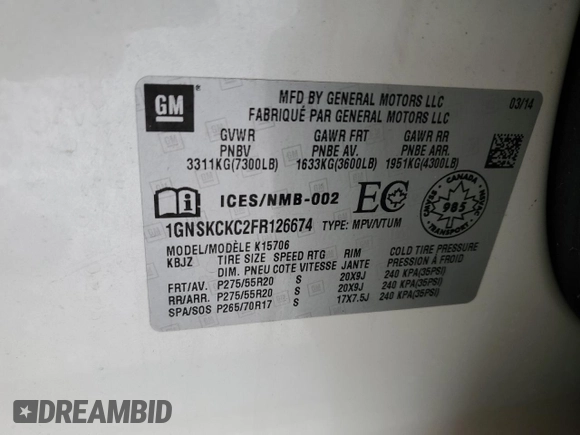 GM
MFD BY GENERAL MOTORS LLC 03/14
FABRIQUÉ PAR GENERAL MOTORS LLC
GVWR GAWR FRT GAWR RR
PNBV PNBE AV. PNBE ARR.
3311KG(7300LB) 1633KG(3600LB) 1951KG(4300LB)
i ICES/NMB-002 EC CANADA 985 TRANSPORT
1GNSKCKC2FR126674 TYPE: MPV/VTUM
MODEL/MODÈLE K15706
KBJZ TIRE SIZE SPEED RTG RIM COLD TIRE PRESSURE
DIM. PNEU COTE VITESSE JANTE PRESSION À FROID
FRT/AV. P275/55R20 S 20X9J 240 KPA(35PSI)
RR/ARR. P275/55R20 S 20X9J 240 KPA(35PSI)
SPA/SOS P265/70R17 S 17X7.5J 240 KPA(35PSI)
DREAMBID